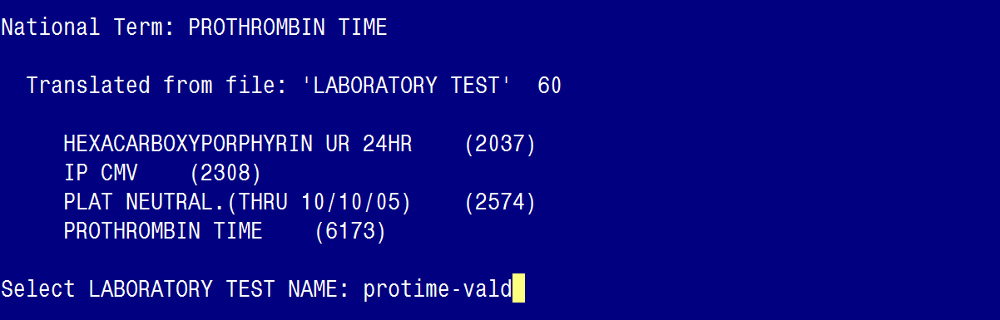 National Term: PROTHROMBIN TIME
Translated from file: 'LABORATORY TEST' 60
HEXACARBOXYPORPHYRIN UR 24HR (2037)
IP CMV (2308)
PLAT NEUTRAL.(THRU 10/10/05) (2574)
PROTHROMBIN TIME (6173)
Select LABORATORY TEST NAME: protime-vald